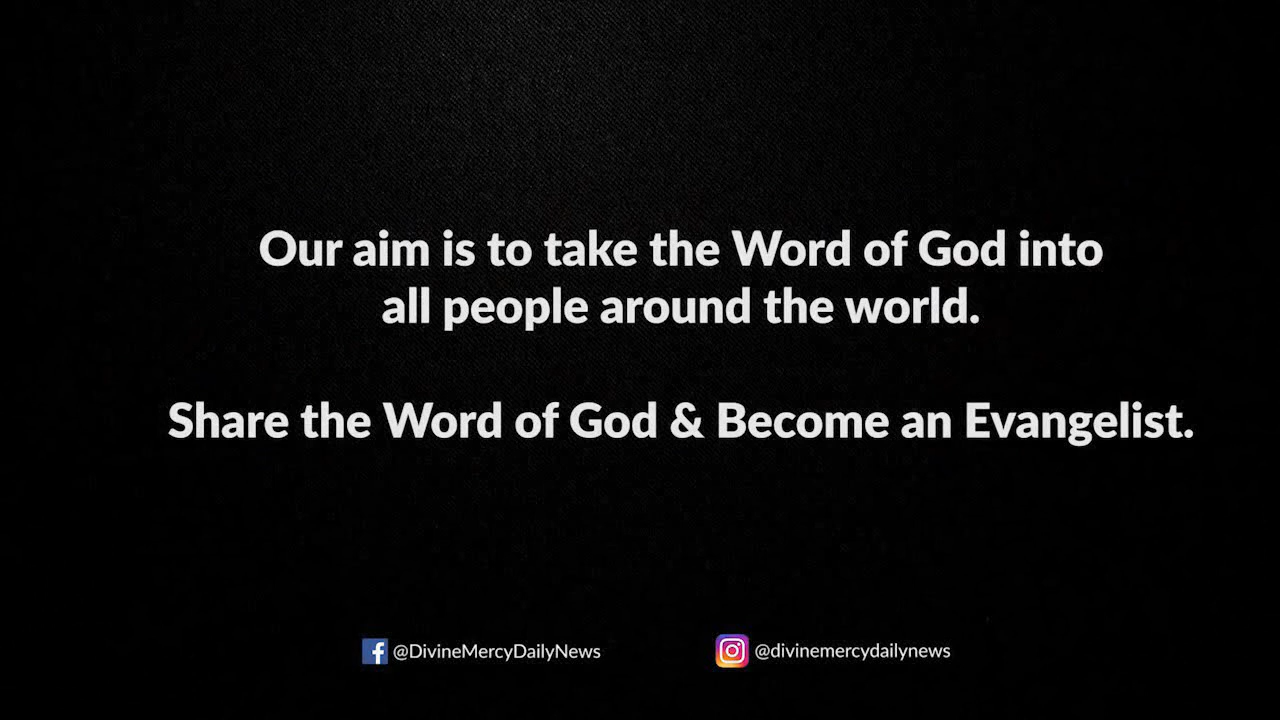 Our aim is to take the Word of God into
all people around the world.
Share the Word of God & Become an Evangelist.
@DivineMercyDailyNews
@divinemercydailynews